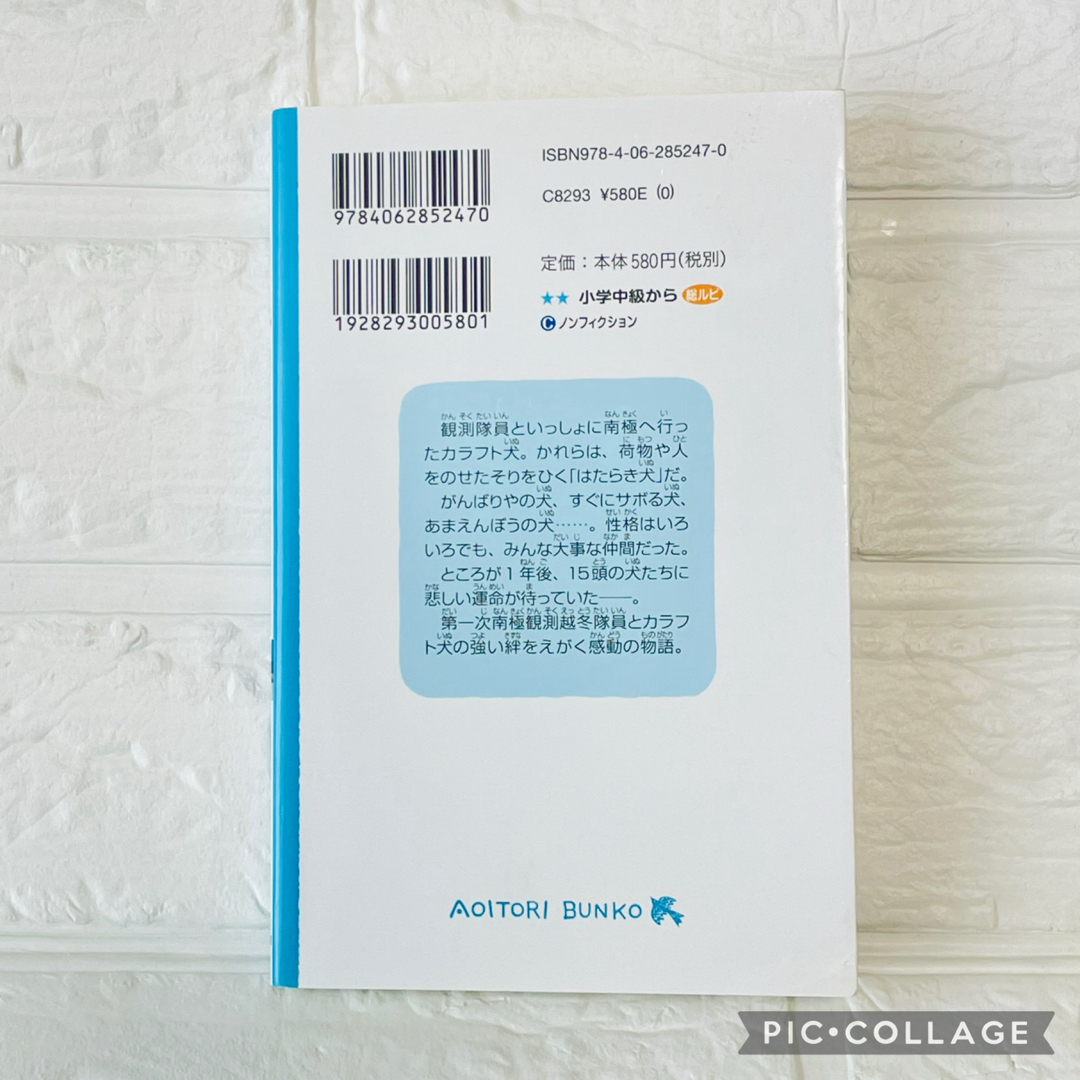 ISBN978-4-06-285247-0
9784062852470
C8293 ¥580E (0)
定価：本体580円(税別)
1928293005801
★★ 小学中級から 総ルビ
C ノンフィクション
観測隊員といっしょに南極へ行っ
たカラフト犬。かれらは、荷物や人
をのせたそりをひく「はたらき犬」だ。
がんばりやの犬、すぐにサボる犬、
あまえんぼうの犬……。性格はいろ
いろでも、みんな大事な仲間だった。
ところが1年後、15頭の犬たちに
悲しい運命が待っていた──。
第一次南極観測越冬隊員とカラフ
ト犬の強い絆をえがく感動の物語。
AOITORI BUNKO
PIC•COLLAGE